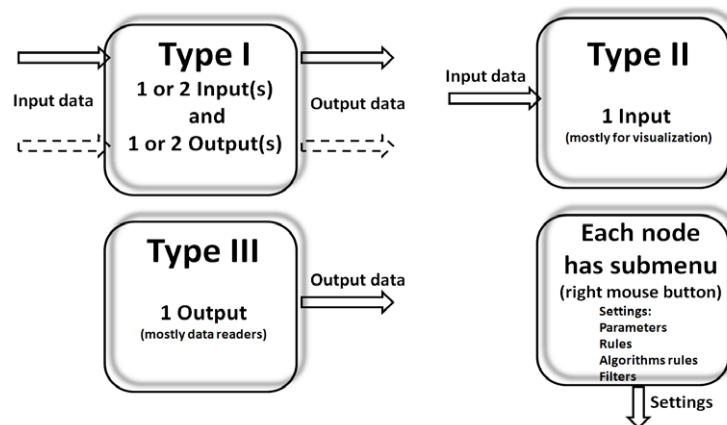 Type I
1 or 2 Input(s)
and
1 or 2 Output(s)
Input data
Output data
Type II
1 Input
(mostly for visualization)
Input data
Type III
1 Output
(mostly data readers)
Output data
Each node
has submenu
(right mouse button)
Settings:
Parameters
Rules
Algorithms rules
Filters
Settings